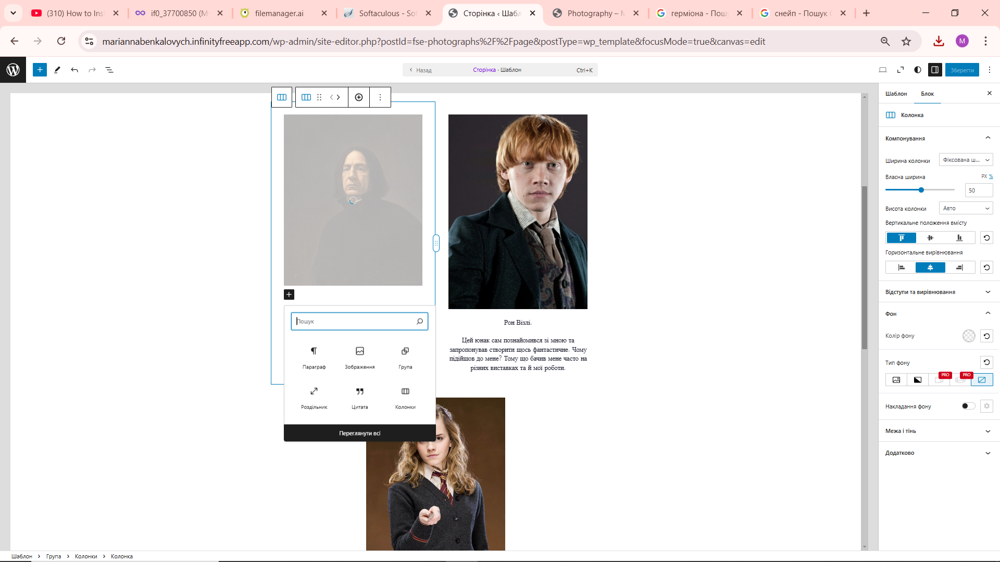 (310) How to Inst
if0_37700850 (My
filemanager.ai
Softaculous - Sof
Сторінка ‹ Шабл
Photography – M
герміона - Пошу
снейп - Пошук G
mariannabenkalovych.infinityfreeapp.com/wp-admin/site-editor.php?postId=fse-photographs%2F%2Fpage&postType=wp_template&focusMode=true&canvas=edit
M
Назад
Сторінка · Шаблон
Ctrl+K
Зберегти
Шаблон
Блок
Колонка
Компонування
Ширина колонки
Фіксована ш...
Власна ширина
PX %
50
Висота колонки
Авто
Вертикальне положення вмісту
Горизонтальне вирівнювання
Відступи та вирівнювання
Фон
Колір фону
Тип фону
PRO
PRO
Накладання фону
Межа і тінь
Додатково
Пошук
Параграф
Зображення
Група
Роздільник
Цитата
Колонки
Переглянути всі
Рон Візлі.
Цей юнак сам познайомився зі мною та
запропонував створити щось фантастичне. Чому
підійшов до мене? Тому що бачив мене часто на
різних виставках та й мої роботи.
Шаблон › Група › Колонки › Колонка